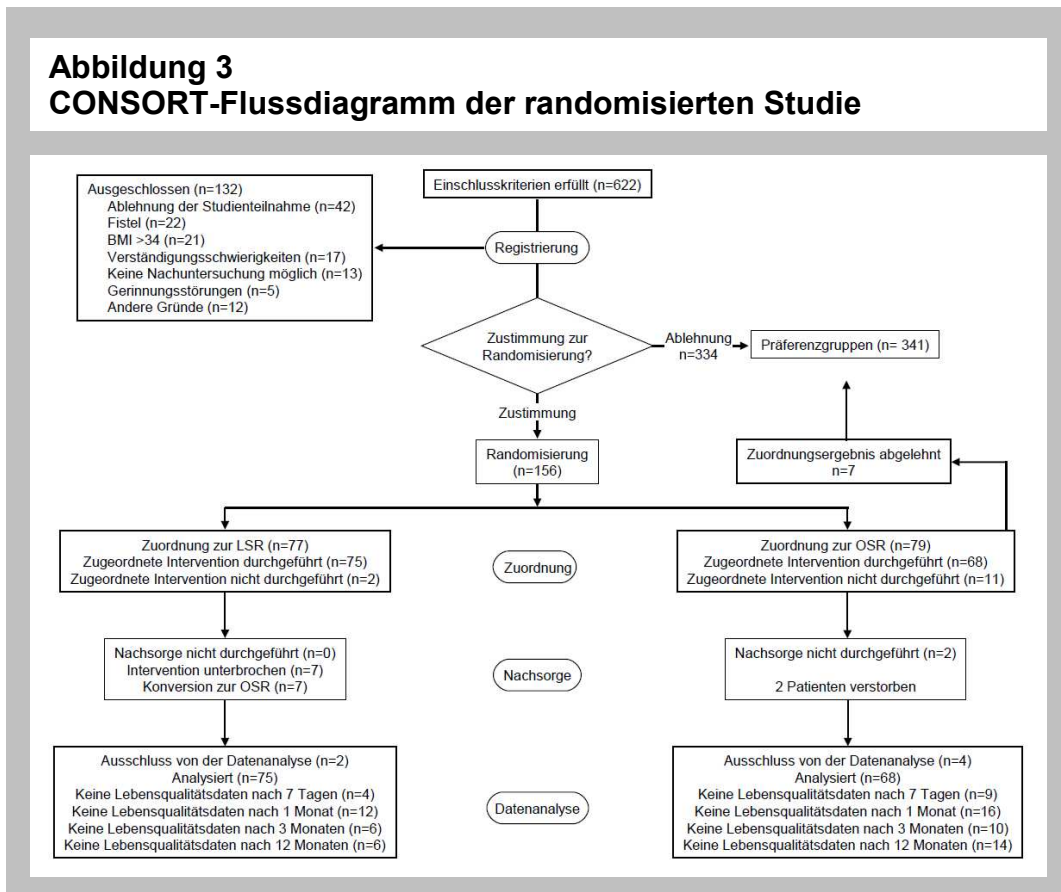 Abbildung 3
CONSORT-Flussdiagramm der randomisierten Studie
Einschlusskriterien erfüllt (n=622)
Ausgeschlossen (n=132)
Ablehnung der Studienteilnahme (n=42)
Fistel (n=22)
BMI >34 (n=21)
Verständigungsschwierigkeiten (n=17)
Keine Nachuntersuchung möglich (n=13)
Gerinnungsstörungen (n=5)
Andere Gründe (n=12)
Registrierung
Zustimmung zur
Randomisierung?
Ablehnung
n=334
Präferenzgruppen (n= 341)
Zustimmung
Randomisierung
(n=156)
Zuordnungsergebnis abgelehnt
n=7
Zuordnung zur LSR (n=77)
Zugeordnete Intervention durchgeführt (n=75)
Zugeordnete Intervention nicht durchgeführt (n=2)
Zuordnung
Zuordnung zur OSR (n=79)
Zugeordnete Intervention durchgeführt (n=68)
Zugeordnete Intervention nicht durchgeführt (n=11)
Nachsorge nicht durchgeführt (n=0)
Intervention unterbrochen (n=7)
Konversion zur OSR (n=7)
Nachsorge
Nachsorge nicht durchgeführt (n=2)
2 Patienten verstorben
Ausschluss von der Datenanalyse (n=2)
Analysiert (n=75)
Keine Lebensqualitätsdaten nach 7 Tagen (n=4)
Keine Lebensqualitätsdaten nach 1 Monat (n=12)
Keine Lebensqualitätsdaten nach 3 Monaten (n=6)
Keine Lebensqualitätsdaten nach 12 Monaten (n=6)
Datenanalyse
Ausschluss von der Datenanalyse (n=4)
Analysiert (n=68)
Keine Lebensqualitätsdaten nach 7 Tagen (n=9)
Keine Lebensqualitätsdaten nach 1 Monat (n=16)
Keine Lebensqualitätsdaten nach 3 Monaten (n=10)
Keine Lebensqualitätsdaten nach 12 Monaten (n=14)